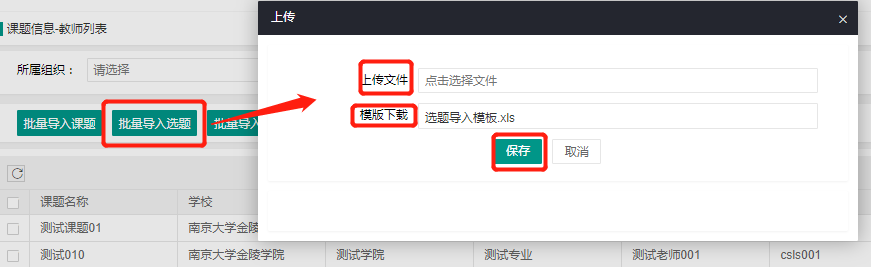 上传
×
课题信息-教师列表
所属组织：
请选择
上传文件
点击选择文件
模版下载
选题导入模板.xls
批量导入课题
批量导入选题
批量导入
保存
取消
课题名称
学校
测试课题01
南京大学金陵
测试010
南京大学金陵学院
测试学院
测试专业
测试老师001
csls001